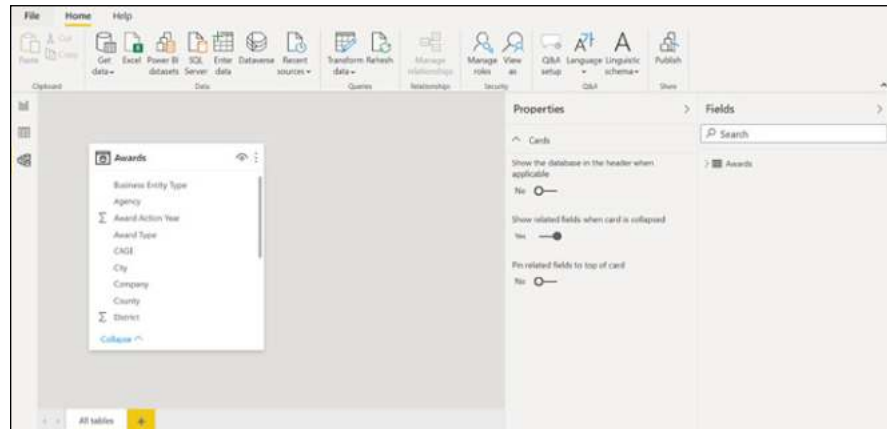 File Home Help
Cut
Paste Copy
Get data Excel Power BI datasets SQL Server Enter data Dataverse Recent sources Transform data Refresh Manage relationships Manage roles View as Q&A setup Language Linguistic schema Publish
Clipboard Data Queries Relationships Security Q&A Share
Properties Fields
Cards
Search
Show the database in the header when applicable
No
Awards
Show related fields when card is collapsed
Yes
Pin related fields to top of card
No
Awards
Business Entity Type
Agency
Award Action Year
Award Type
CAGE
City
Company
County
District
Collapse
All tables +